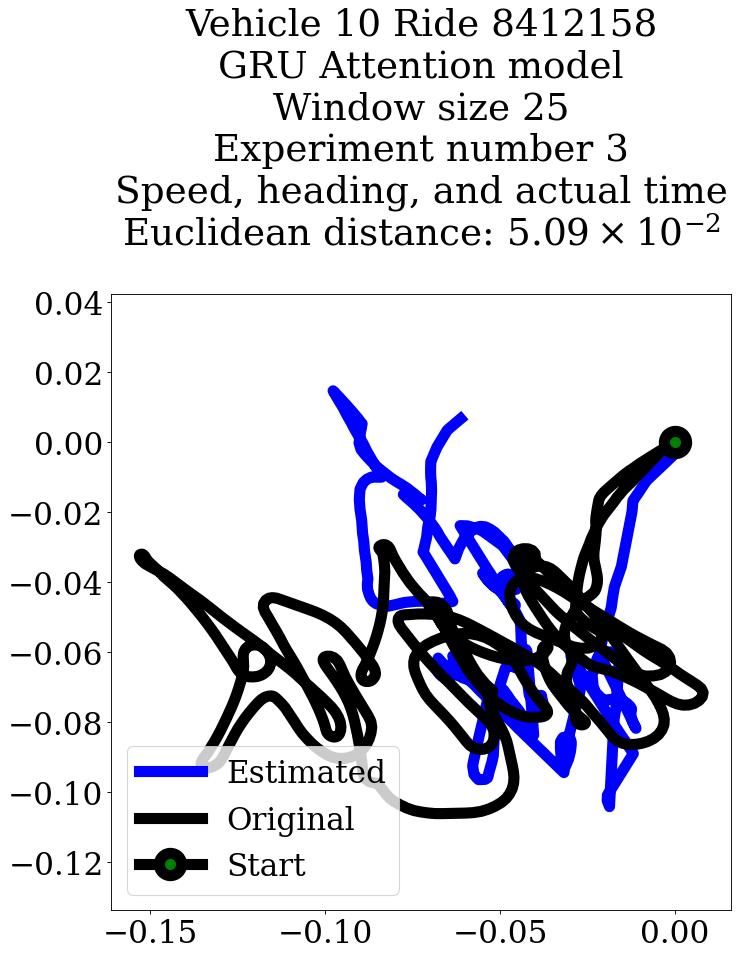 Vehicle 10 Ride 8412158
GRU Attention model
Window size 25
Experiment number 3
Speed, heading, and actual time
Euclidean distance: 5.09 × 10⁻²
0.04
0.02
0.00
−0.02
−0.04
−0.06
−0.08
−0.10
−0.12
Estimated
Original
Start
−0.15 −0.10 −0.05 0.00